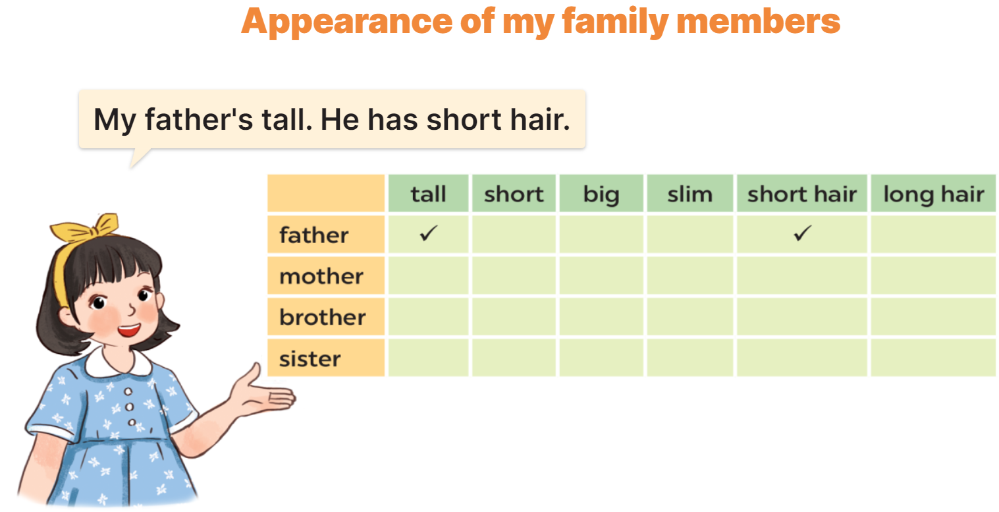 Appearance of my family members
My father's tall. He has short hair.
tall short big slim short hair long hair
father ✓ ✓
mother
brother
sister